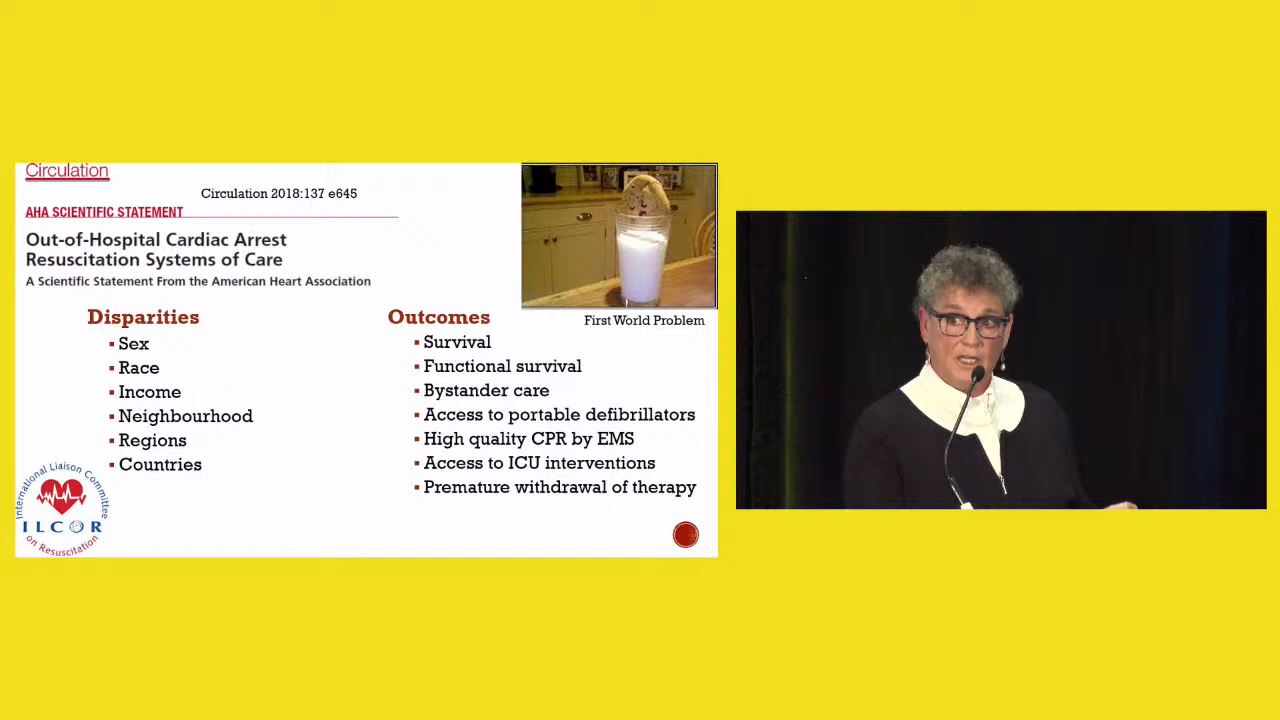 Circulation
Circulation 2018:137 e645
AHA SCIENTIFIC STATEMENT
Out-of-Hospital Cardiac Arrest
Resuscitation Systems of Care
A Scientific Statement From the American Heart Association
First World Problem
Disparities
▪ Sex
▪ Race
▪ Income
▪ Neighbourhood
▪ Regions
▪ Countries
Outcomes
▪ Survival
▪ Functional survival
▪ Bystander care
▪ Access to portable defibrillators
▪ High quality CPR by EMS
▪ Access to ICU interventions
▪ Premature withdrawal of therapy
International Liaison Committee
ILCOR
on Resuscitation